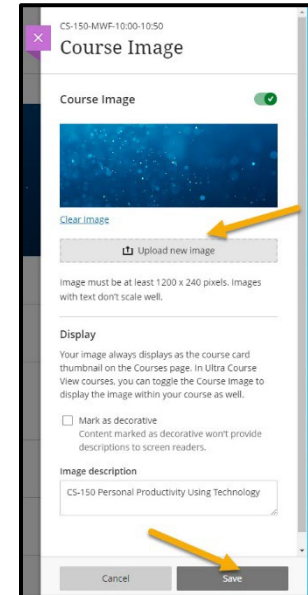 CS-150-MWF-10:00-10:50
Course Image
Course Image
Clear image
Upload new image
Image must be at least 1200 x 240 pixels. Images
with text don't scale well.
Display
Your image always displays as the course card
thumbnail on the Courses page. In Ultra Course
View courses, you can toggle the Course Image to
display the image within your course as well.
Mark as decorative
Content marked as decorative won't provide
descriptions to screen readers.
Image description
CS-150 Personal Productivity Using Technology
Cancel
Save